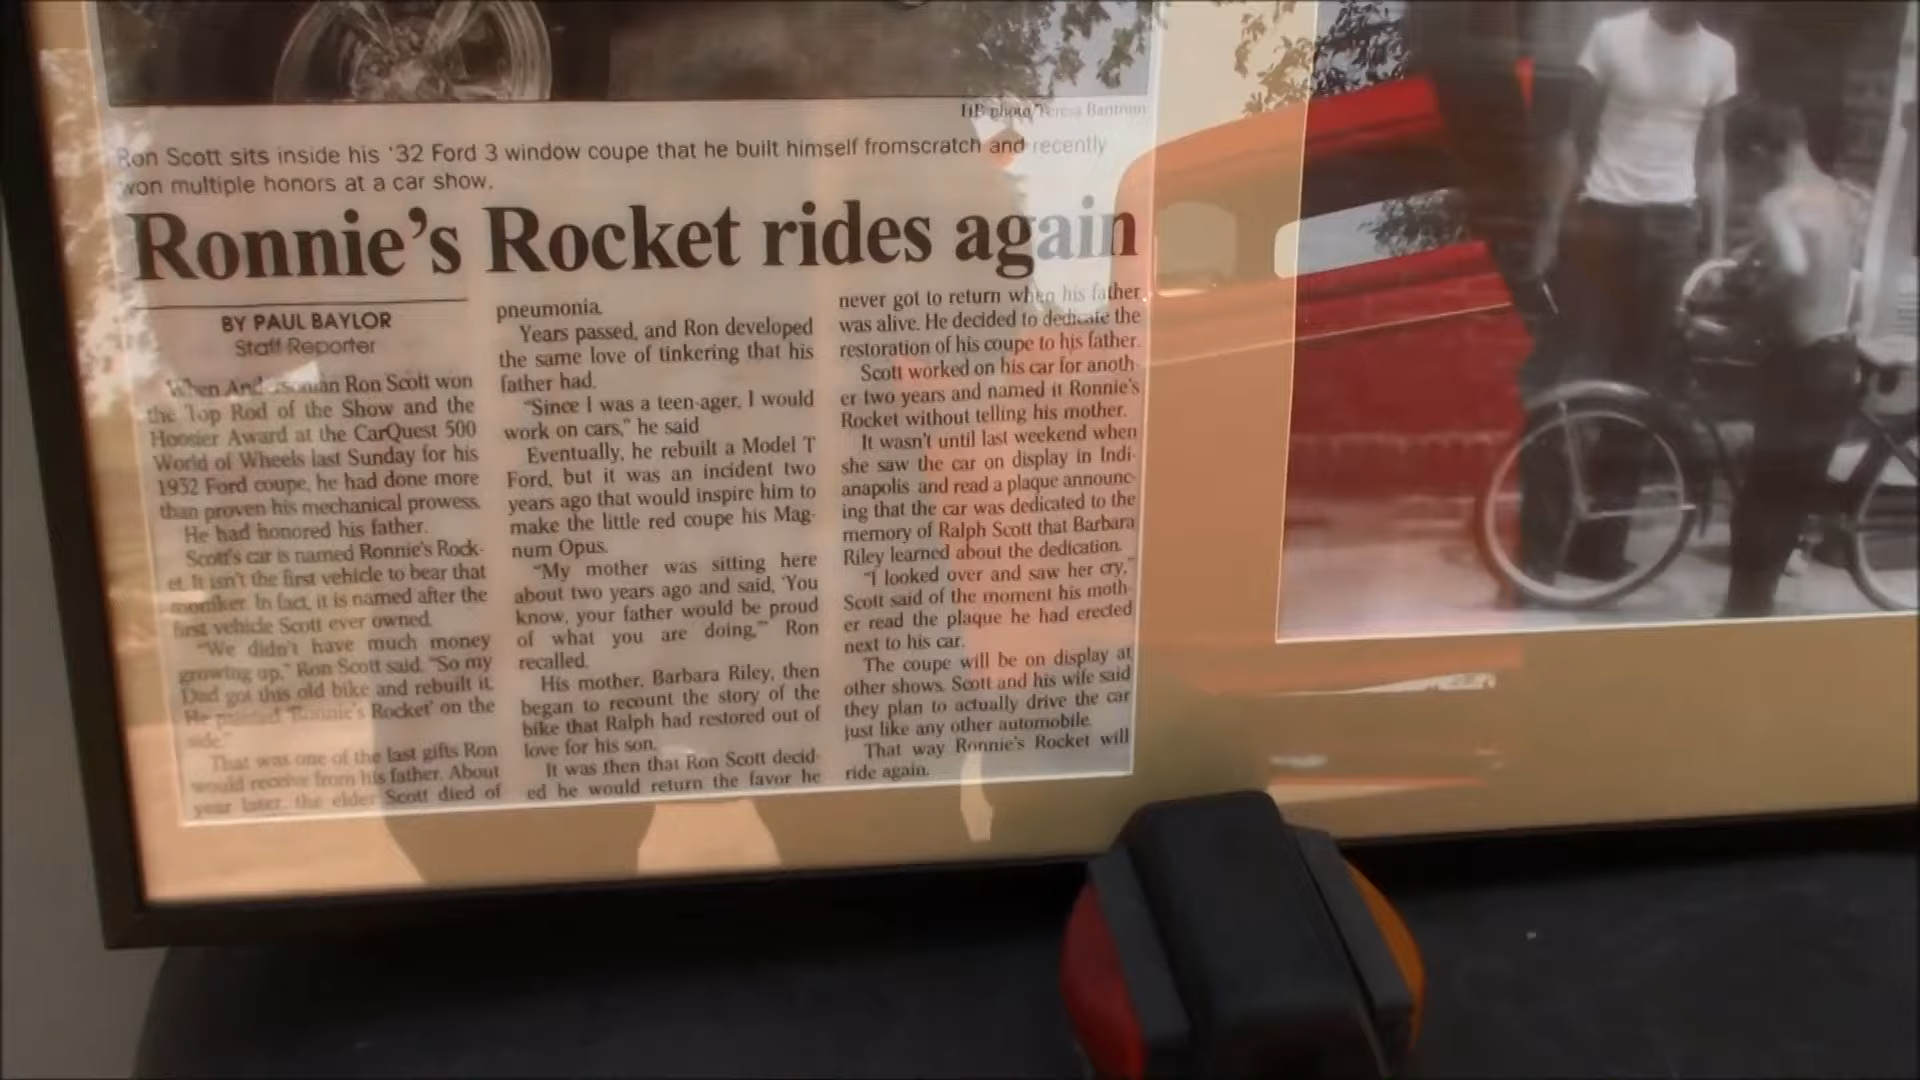 HB photo/Teresa Bantrum
Ron Scott sits inside his '32 Ford 3 window coupe that he built himself fromscratch and recently
won multiple honors at a car show.
Ronnie's Rocket rides again
BY PAUL BAYLOR
Staff Reporter
When Andersonian Ron Scott won
the Top Rod of the Show and the
Hoosier Award at the CarQuest 500
World of Wheels last Sunday for his
1932 Ford coupe, he had done more
than proven his mechanical prowess.
He had honored his father.
Scott's car is named Ronnie's Rock-
et. It isn't the first vehicle to bear that
moniker. In fact, it is named after the
first vehicle Scott ever owned.
"We didn't have much money
growing up," Ron Scott said. "So my
Dad got this old bike and rebuilt it.
He painted 'Ronnie's Rocket' on the
side."
That was one of the last gifts Ron
would receive from his father. About
year later, the elder Scott died of
pneumonia.
Years passed, and Ron developed
the same love of tinkering that his
father had.
"Since I was a teen-ager, I would
work on cars," he said
Eventually, he rebuilt a Model T
Ford, but it was an incident two
years ago that would inspire him to
make the little red coupe his Mag-
num Opus.
"My mother was sitting here
about two years ago and said, 'You
know, your father would be proud
of what you are doing,'" Ron
recalled.
His mother, Barbara Riley, then
began to recount the story of the
bike that Ralph had restored out of
love for his son.
It was then that Ron Scott decid-
ed he would return the favor he
never got to return when his father
was alive. He decided to dedicate the
restoration of his coupe to his father.
Scott worked on his car for anoth-
er two years and named it Ronnie's
Rocket without telling his mother.
It wasn't until last weekend when
she saw the car on display in Indi-
anapolis and read a plaque announc-
ing that the car was dedicated to the
memory of Ralph Scott that Barbara
Riley learned about the dedication.
"I looked over and saw her cry,"
Scott said of the moment his moth-
er read the plaque he had erected
next to his car.
The coupe will be on display at
other shows. Scott and his wife said
they plan to actually drive the car
just like any other automobile.
That way Ronnie's Rocket will
ride again.